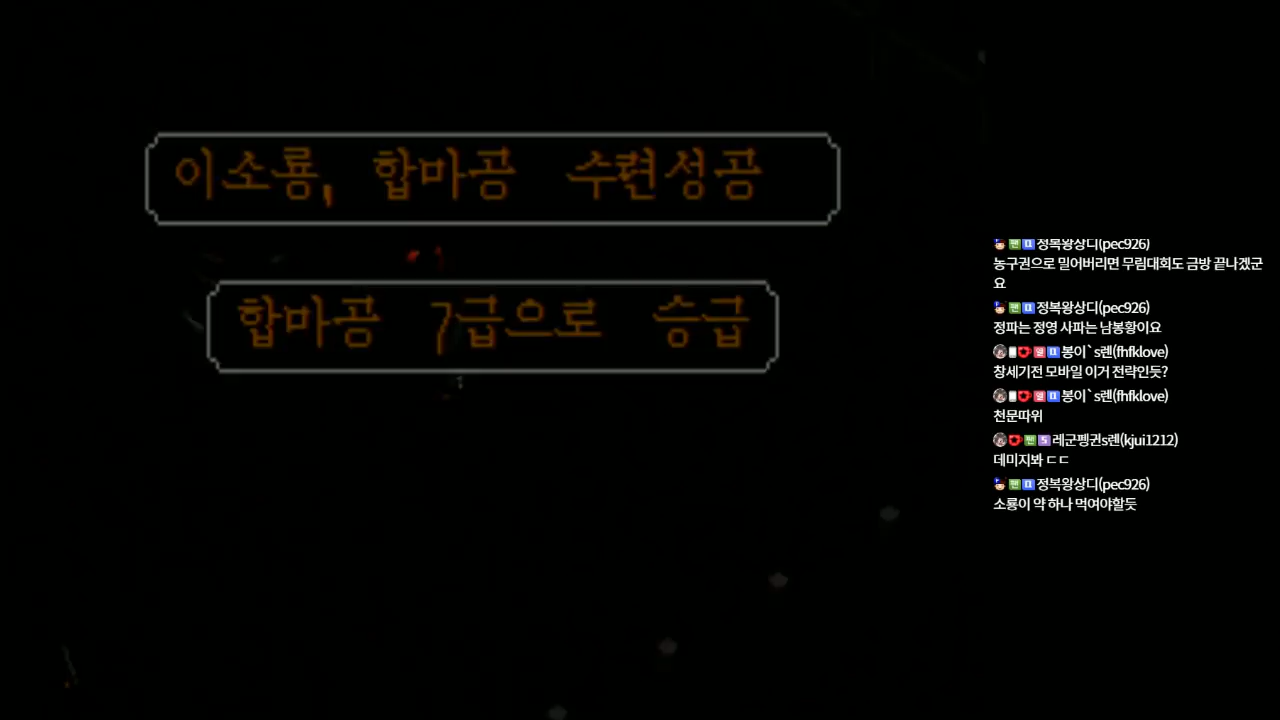 이소룡, 합마공 수련성공
합마공 7급으로 승급
정복왕상디(pec926)
농구권으로 밀어버리면 무림대회도 금방 끝나겠군
요
정복왕상디(pec926)
정파는 정영 사파는 남봉황이요
봉이`s렌(fhfklove)
창세기전 모바일 이거 전략인듯?
봉이`s렌(fhfklove)
천문따위
레군펭귄s렌(kjui1212)
데미지봐 ㄷㄷ
정복왕상디(pec926)
소룡이 약 하나 먹여야할듯